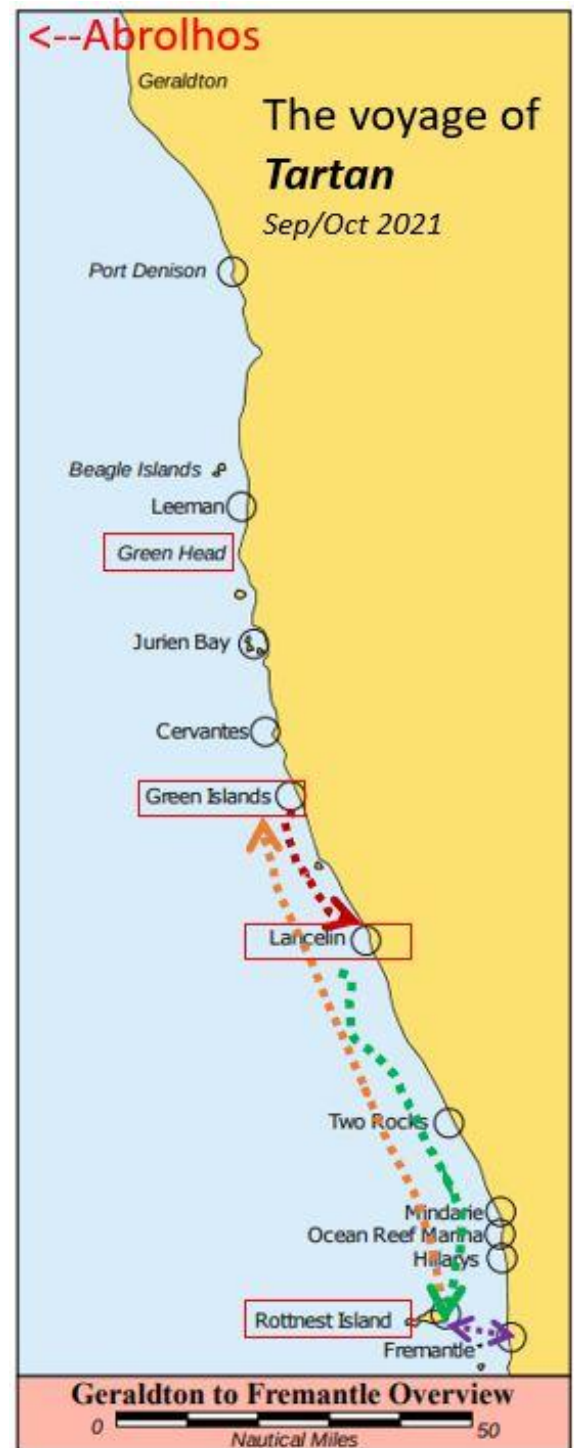 <--Abrolhos
Geraldton
The voyage of
Tartan
Sep/Oct 2021
Port Denison
Beagle Islands
Leeman
Green Head
Jurien Bay
Cervantes
Green Islands
Lancelin
Two Rocks
Mindarie
Ocean Reef Marina
Hillarys
Rottnest Island
Fremantle
Geraldton to Fremantle Overview
0 50
Nautical Miles